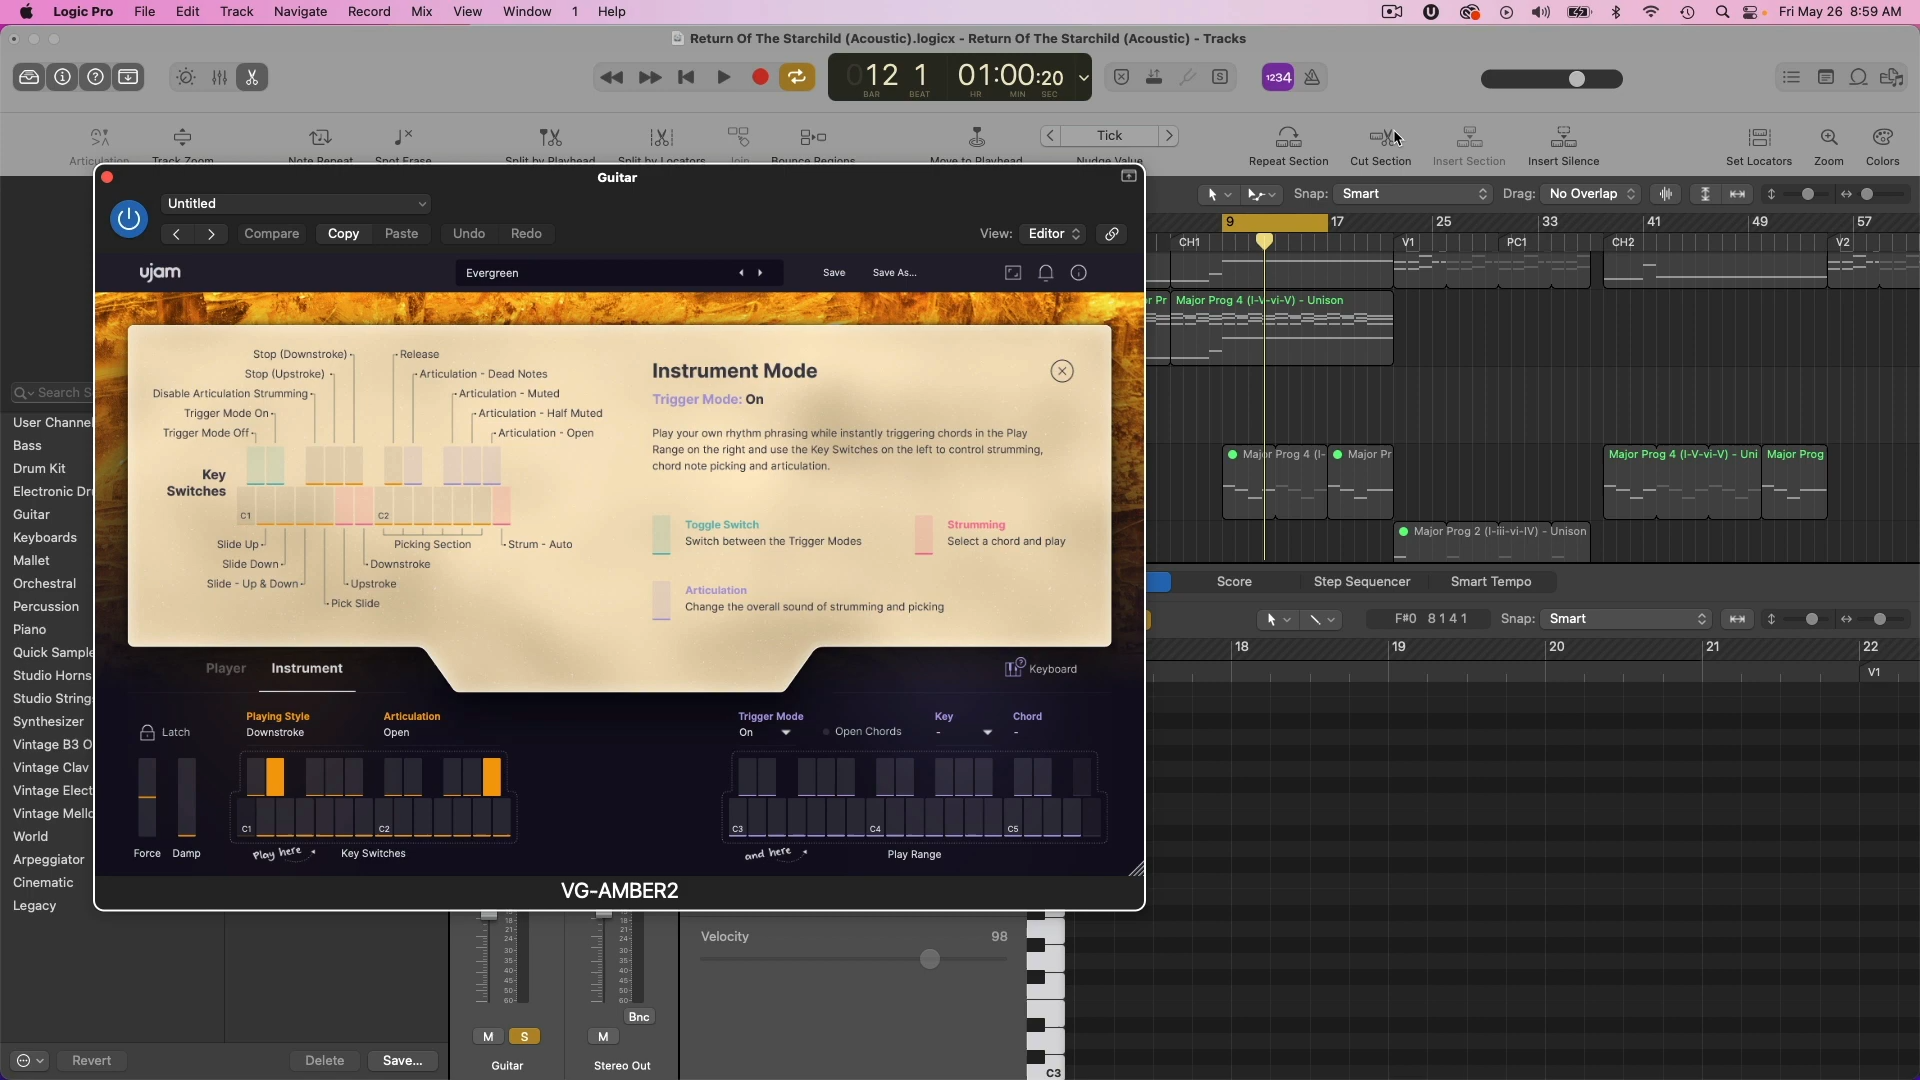 Logic Pro File Edit Track Navigate Record Mix View Window 1 Help
Fri May 26 8:59 AM
Return Of The Starchild (Acoustic).logicx - Return Of The Starchild (Acoustic) - Tracks
12 1 01:00:20
BAR BEAT HR MIN SEC
1234
Tick
Articulation Track Zoom Note Repeat Spot Erase Split by Playhead Split by Locators Join Bounce Regions Move to Playhead Nudge Value Repeat Section Cut Section Insert Section Insert Silence Set Locators Zoom Colors
Guitar
Untitled
Compare Copy Paste Undo Redo View: Editor
Snap: Smart Drag: No Overlap
9 17 25 33 41 49 57
CH1 V1 PC1 CH2 V2
ujam Evergreen Save Save As...
Major Prog 4 (I-V-vi-V) - Unison
Stop (Downstroke)
Stop (Upstroke)
Disable Articulation Strumming
Trigger Mode On
Trigger Mode Off
Release
Articulation - Dead Notes
Articulation - Muted
Articulation - Half Muted
Articulation - Open
Key
Switches
C1 C2
Slide Up
Slide Down
Slide - Up & Down
Pick Slide
Upstroke
Downstroke
Picking Section
Strum - Auto
Instrument Mode
Trigger Mode: On
Play your own rhythm phrasing while instantly triggering chords in the Play
Range on the right and use the Key Switches on the left to control strumming,
chord note picking and articulation.
Toggle Switch
Switch between the Trigger Modes
Strumming
Select a chord and play
Articulation
Change the overall sound of strumming and picking
Player Instrument Keyboard
Latch
Playing Style
Downstroke
Articulation
Open
Trigger Mode
On
Open Chords
Key
-
Chord
-
C1 C2 C3 C4 C5
Force Damp Play here Key Switches and here Play Range
VG-AMBER2
Search S
User Channel
Bass
Drum Kit
Electronic Dr
Guitar
Keyboards
Mallet
Orchestral
Percussion
Piano
Quick Sample
Studio Horns
Studio String
Synthesizer
Vintage B3 O
Vintage Clav
Vintage Elect
Vintage Mello
World
Arpeggiator
Cinematic
Legacy
Major Prog 4 (I- Major Pr Major Prog 4 (I-V-vi-V) - Uni Major Prog
Major Prog 2 (I-iii-vi-IV) - Unison
Score Step Sequencer Smart Tempo
F#0 8 1 4 1 Snap: Smart
18 19 20 21 22
V1
Velocity 98
Bnc
M S M
Guitar Stereo Out
C3
Revert Delete Save...